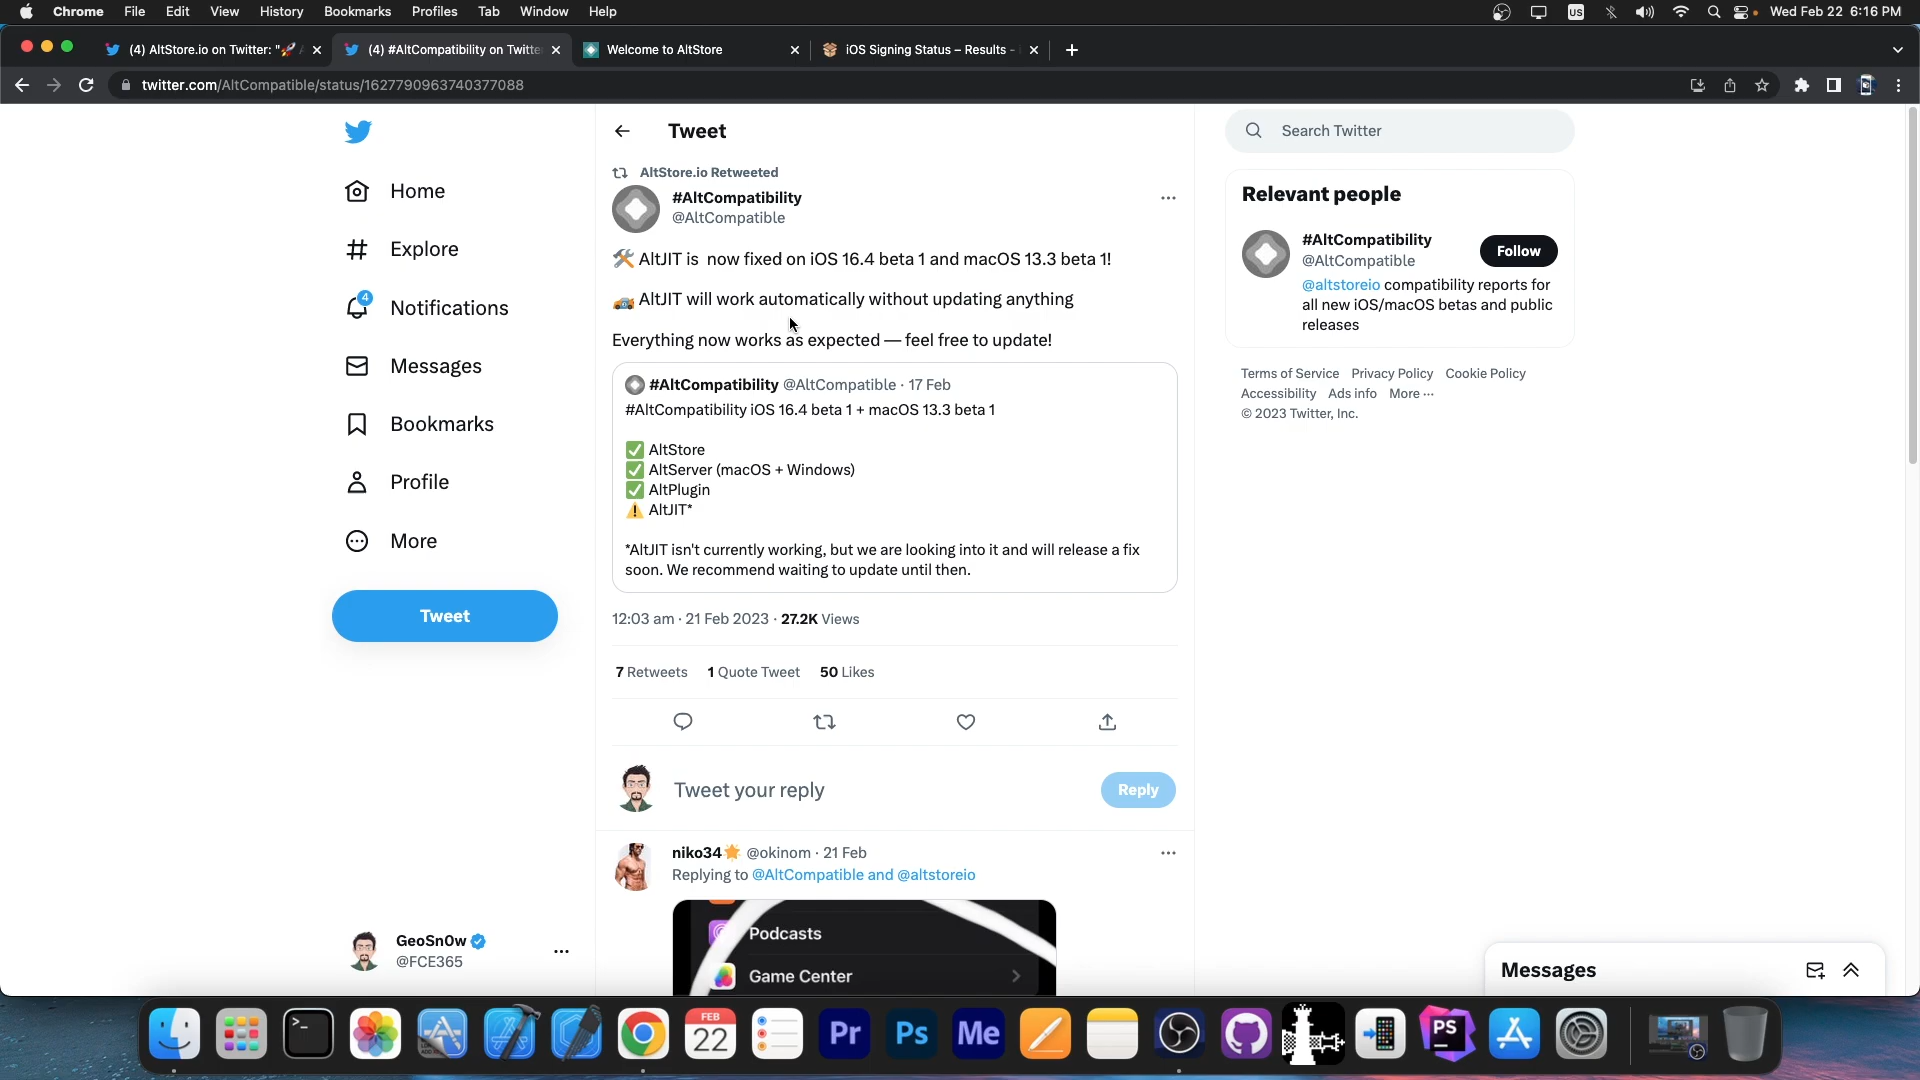 Chrome File Edit View History Bookmarks Profiles Tab Window Help
US
Wed Feb 22 6:16 PM
(4) AltStore.io on Twitter: "🚀
(4) #AltCompatibility on Twitte
Welcome to AltStore
iOS Signing Status – Results -
twitter.com/AltCompatible/status/1627790963740377088
Home
Explore
4
Notifications
Messages
Bookmarks
Profile
More
Tweet
GeoSn0w
@FCE365
Tweet
AltStore.io Retweeted
#AltCompatibility
@AltCompatible
🛠️ AltJIT is now fixed on iOS 16.4 beta 1 and macOS 13.3 beta 1!
AltJIT will work automatically without updating anything
Everything now works as expected — feel free to update!
#AltCompatibility @AltCompatible · 17 Feb
#AltCompatibility iOS 16.4 beta 1 + macOS 13.3 beta 1
✅ AltStore
✅ AltServer (macOS + Windows)
✅ AltPlugin
⚠️ AltJIT*
*AltJIT isn't currently working, but we are looking into it and will release a fix
soon. We recommend waiting to update until then.
12:03 am · 21 Feb 2023 · 27.2K Views
7 Retweets 1 Quote Tweet 50 Likes
Tweet your reply
Reply
niko34🌟 @okinom · 21 Feb
Replying to @AltCompatible and @altstoreio
Podcasts
Game Center
Search Twitter
Relevant people
#AltCompatibility
@AltCompatible
Follow
@altstoreio compatibility reports for
all new iOS/macOS betas and public
releases
Terms of Service Privacy Policy Cookie Policy
Accessibility Ads info More ···
© 2023 Twitter, Inc.
Messages
FEB
22
Pr
Ps
Me
PS